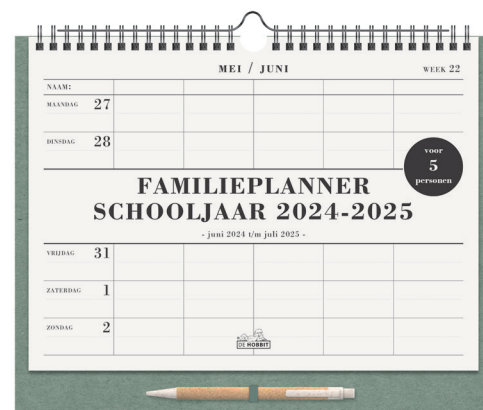 MEI / JUNI
WEEK 22
NAAM:
MAANDAG 27
DINSDAG 28
voor
5
personen
FAMILIEPLANNER
SCHOOLJAAR 2024-2025
- juni 2024 t/m juli 2025 -
VRIJDAG 31
ZATERDAG 1
ZONDAG 2
DE HOBBIT